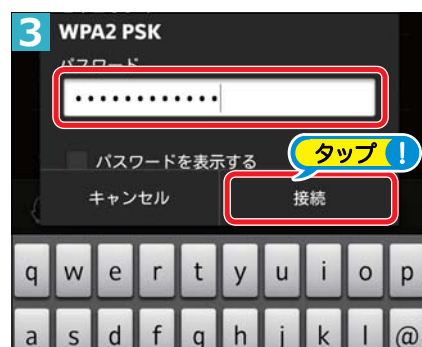 3
WPA2 PSK
パスワード
••••••••••••
パスワードを表示する
タップ!
キャンセル
接続
q w e r t y u i o p
a s d f g h j k l @